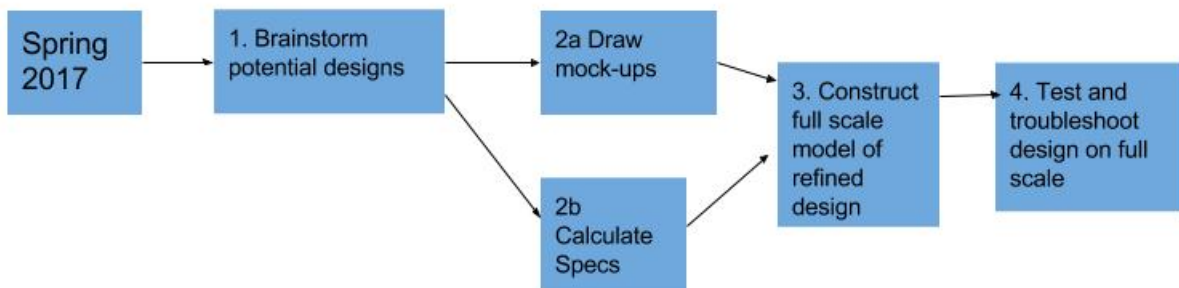 Spring
2017
1. Brainstorm
potential designs
2a Draw
mock-ups
2b
Calculate
Specs
3. Construct
full scale
model of
refined
design
4. Test and
troubleshoot
design on full
scale